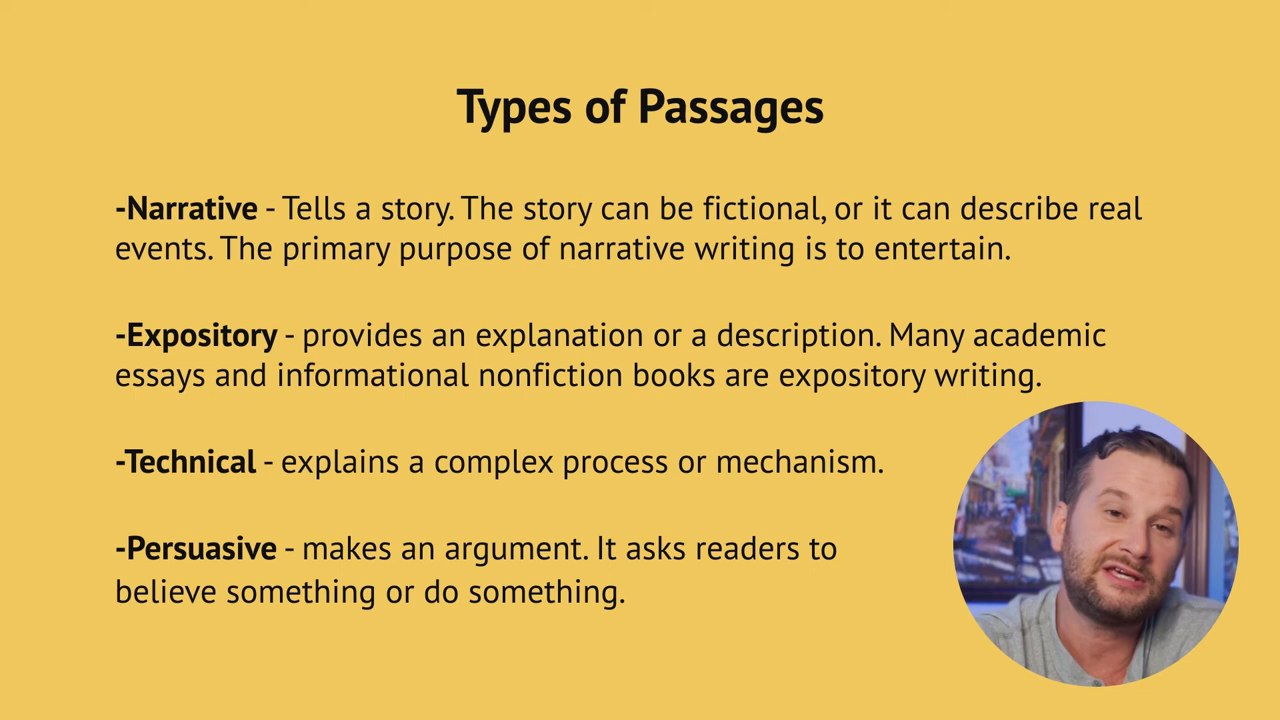 Types of Passages
-Narrative - Tells a story. The story can be fictional, or it can describe real
events. The primary purpose of narrative writing is to entertain.
-Expository - provides an explanation or a description. Many academic
essays and informational nonfiction books are expository writing.
-Technical - explains a complex process or mechanism.
-Persuasive - makes an argument. It asks readers to
believe something or do something.